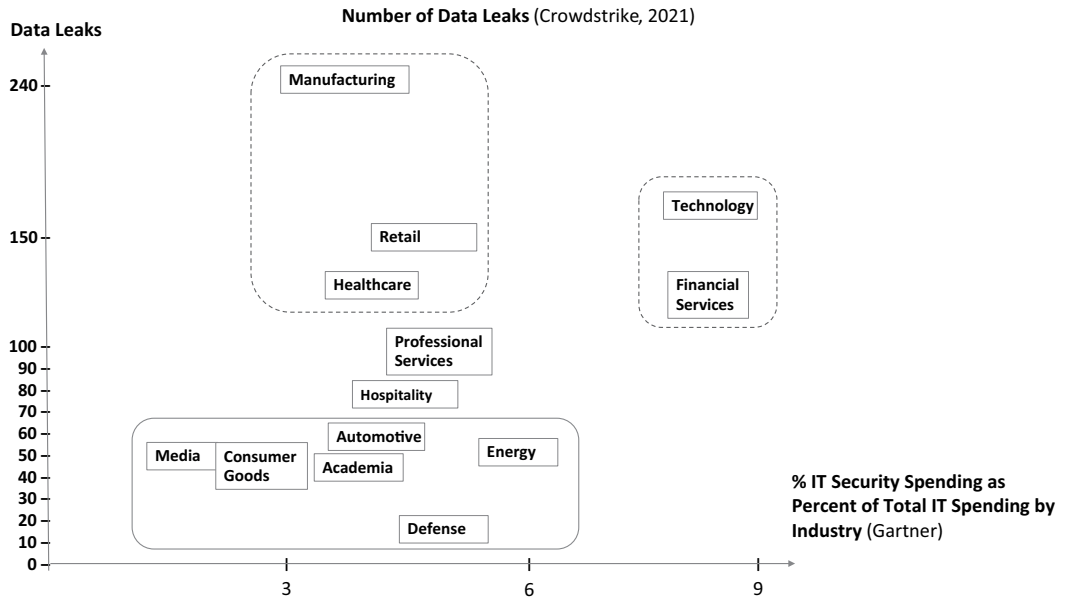 Number of Data Leaks (Crowdstrike, 2021)
Data Leaks
240
150
100
90
80
70
60
50
40
30
20
10
0
Manufacturing
Retail
Healthcare
Technology
Financial
Services
Professional
Services
Hospitality
Automotive
Media
Consumer
Goods
Academia
Energy
Defense
% IT Security Spending as
Percent of Total IT Spending by
Industry (Gartner)
3
6
9